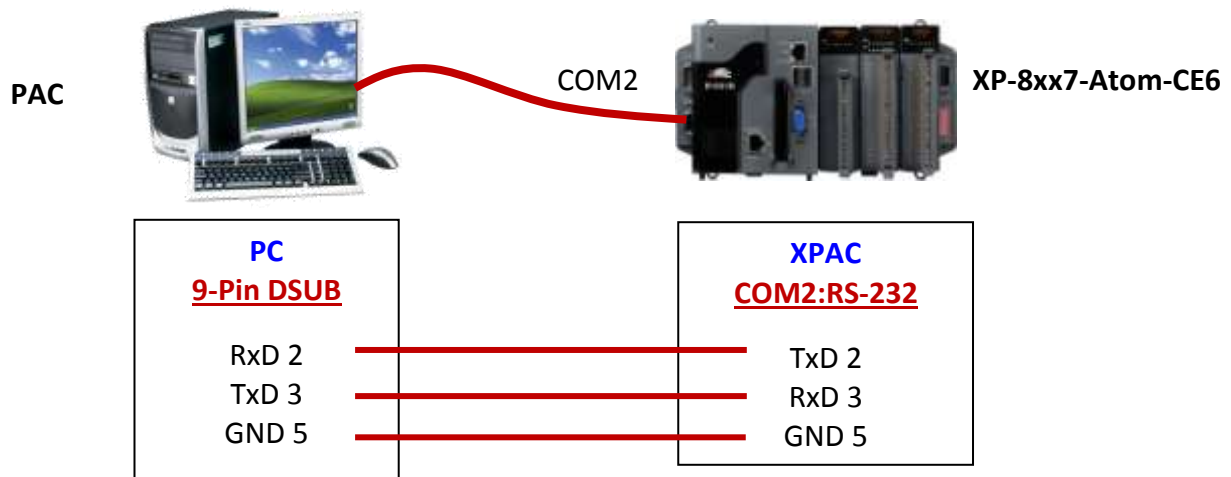 PAC
COM2
XP-8xx7-Atom-CE6
PC
9-Pin DSUB
RxD 2
TxD 3
GND 5
XPAC
COM2:RS-232
TxD 2
RxD 3
GND 5